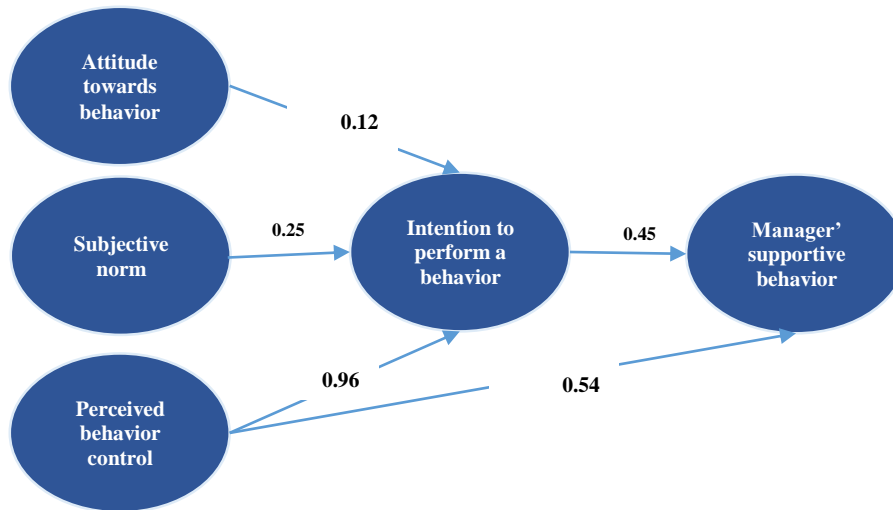 Attitude
towards
behavior
0.12
Subjective
norm
0.25
Intention to
perform a
behavior
0.45
Manager’
supportive
behavior
Perceived
behavior
control
0.96
0.54